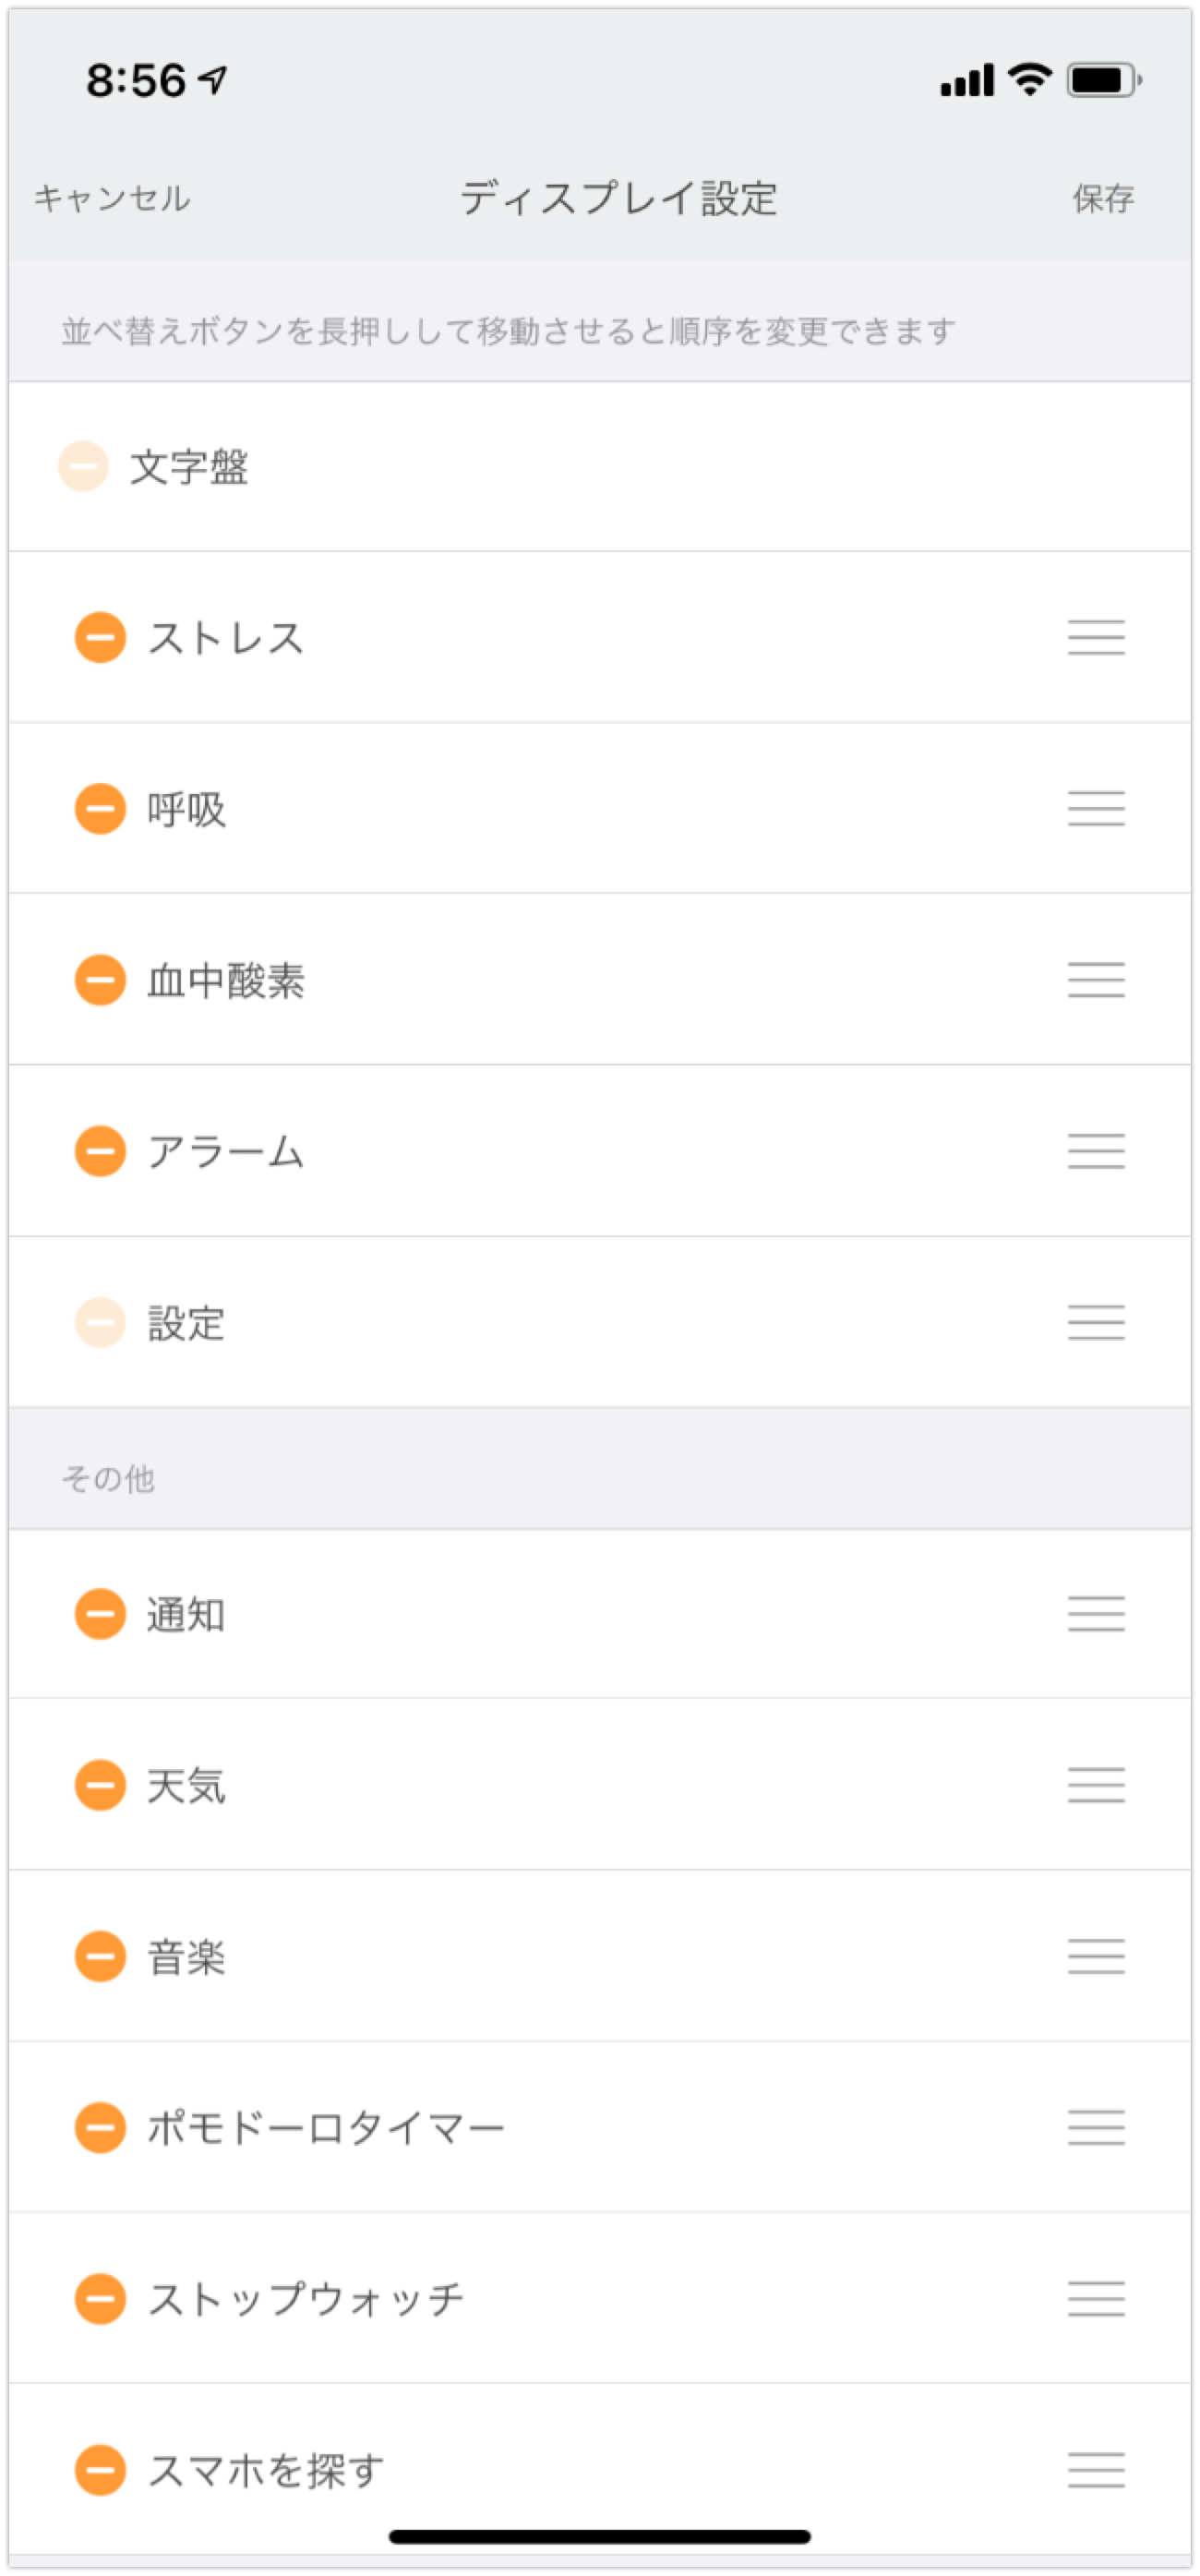 8:56
キャンセル ディスプレイ設定 保存
並べ替えボタンを長押しして移動させると順序を変更できます
文字盤
ストレス
呼吸
血中酸素
アラーム
設定
その他
通知
天気
音楽
ポモドーロタイマー
ストップウォッチ
スマホを探す